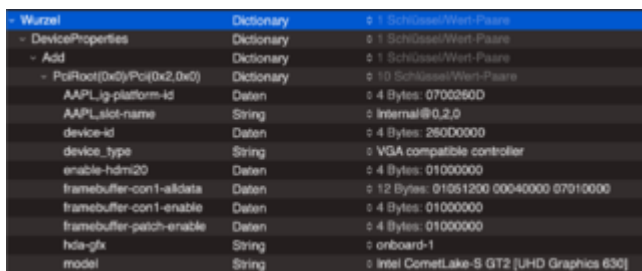 Wurzel Dictionary 1 Schlüssel/Wert-Paare
DeviceProperties Dictionary 1 Schlüssel/Wert-Paare
Add Dictionary 1 Schlüssel/Wert-Paare
PciRoot(0x0)/Pci(0x2,0x0) Dictionary 10 Schlüssel/Wert-Paare
AAPL,ig-platform-id Daten 4 Bytes: 0700260D
AAPL,slot-name String Internal@0,2,0
device-id Daten 4 Bytes: 260D0000
device_type String VGA compatible controller
enable-hdmi20 Daten 4 Bytes: 01000000
framebuffer-con1-alldata Daten 12 Bytes: 01051200 00040000 07010000
framebuffer-con1-enable Daten 4 Bytes: 01000000
framebuffer-patch-enable Daten 4 Bytes: 01000000
hda-gfx String onboard-1
model String Intel CometLake-S GT2 [UHD Graphics 630]